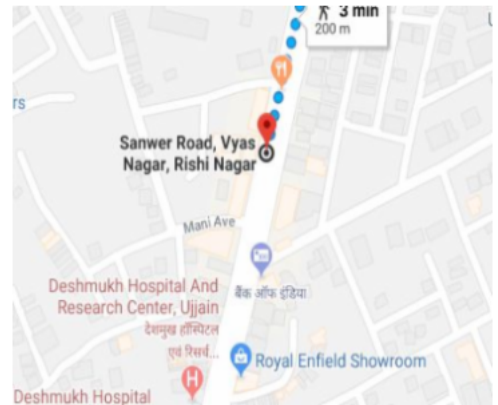 3 min
200 m
rs
Sanwer Road, Vyas
Nagar, Rishi Nagar
Mani Ave
बैंक ऑफ इंडिया
Deshmukh Hospital And
Research Center, Ujjain
देशमुख हॉस्पिटल
एवं रिसर्च...
Royal Enfield Showroom
H
Deshmukh Hospital